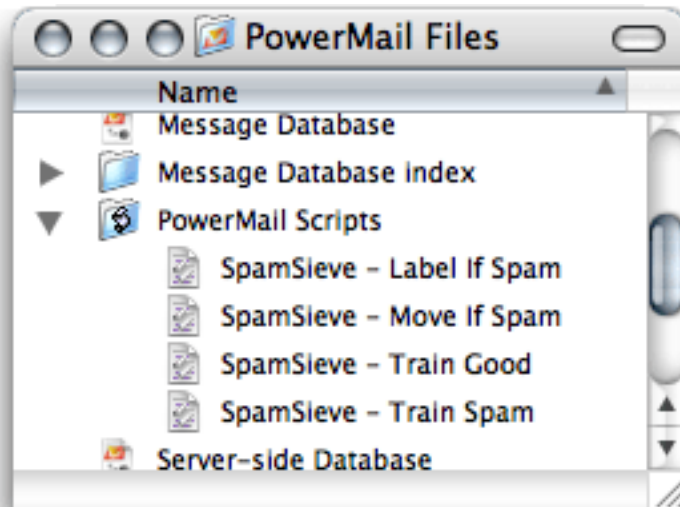 PowerMail Files
Name
Message Database
Message Database index
PowerMail Scripts
SpamSieve – Label If Spam
SpamSieve – Move If Spam
SpamSieve – Train Good
SpamSieve – Train Spam
Server-side Database